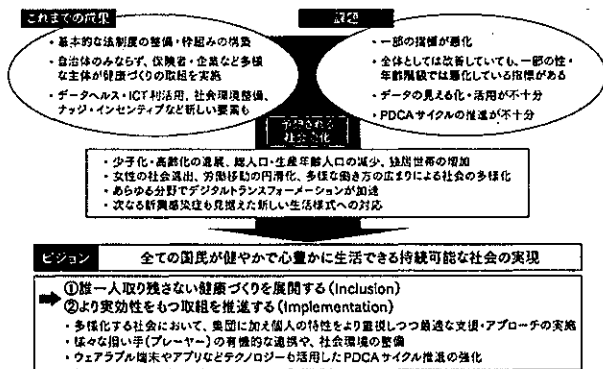 これまでの成果
・基本的な法制度の整備・枠組みの構築
・自治体のみならず、保険者・企業など多様
な主体が健康づくりの取組を実施
・データヘルス・ICT利活用、社会環境整備、
ナッジ・インセンティブなど新しい要素も
課題
・一部の指標が悪化
・全体としては改善していても、一部の性・
年齢階級では悪化している指標がある
・データの見える化・活用が不十分
・PDCAサイクルの推進が不十分
予想される
社会変化
・少子化・高齢化の進展、総人口・生産年齢人口の減少、独居世帯の増加
・女性の社会進出、労働移動の円滑化、多様な働き方の広まりによる社会の多様化
・あらゆる分野でデジタルトランスフォーメーションが加速
・次なる新興感染症も見据えた新しい生活様式への対応
ビジョン
全ての国民が健やかで心豊かに生活できる持続可能な社会の実現
①誰一人取り残さない健康づくりを展開する(Inclusion)
②より実効性をもつ取組を推進する(Implementation)
・多様化する社会において、集団に加え個人の特性をより重視しつつ最適な支援・アプローチの実施
・様々な担い手(プレーヤー)の有機的な連携や、社会環境の整備
・ウェアラブル端末やアプリなどテクノロジーも活用したPDCAサイクル推進の強化